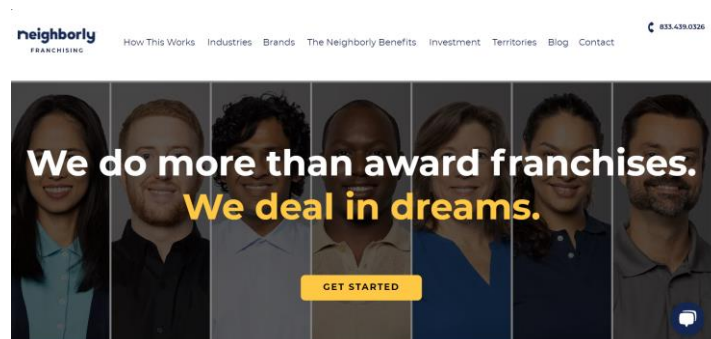 neighborly
FRANCHISING
How This Works Industries Brands The Neighborly Benefits Investment Territories Blog Contact
833.439.0326
We do more than award franchises.
We deal in dreams.
GET STARTED